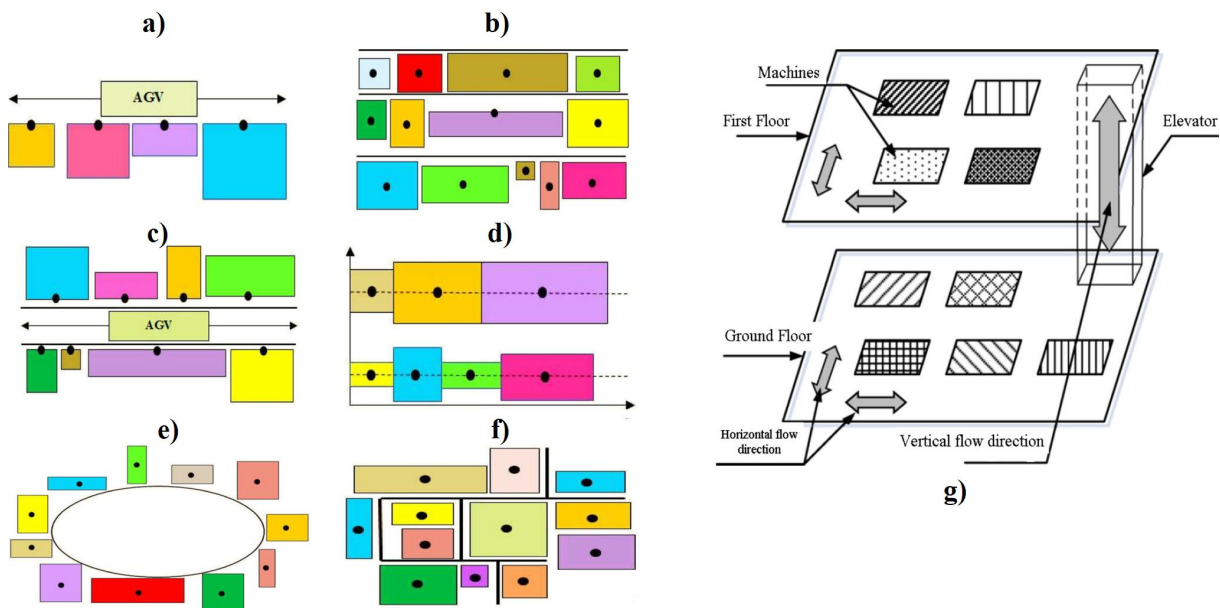 a)
AGV
b)
c)
AGV
d)
e)
f)
Machines
First Floor
Elevator
Ground Floor
Horizontal flow
direction
Vertical flow direction
g)